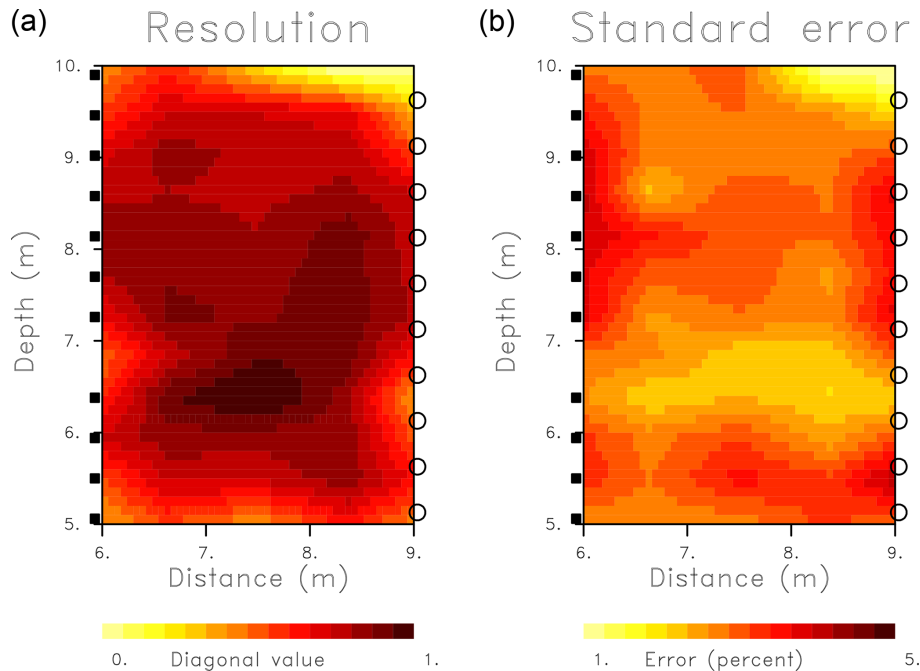 (a) Resolution
10.
9.
8.
7.
6.
5.
Depth (m)
6. 7. 8. 9.
Distance (m)
0. Diagonal value 1.
(b) Standard error
10.
9.
8.
7.
6.
5.
Depth (m)
6. 7. 8. 9.
Distance (m)
1. Error (percent) 5.